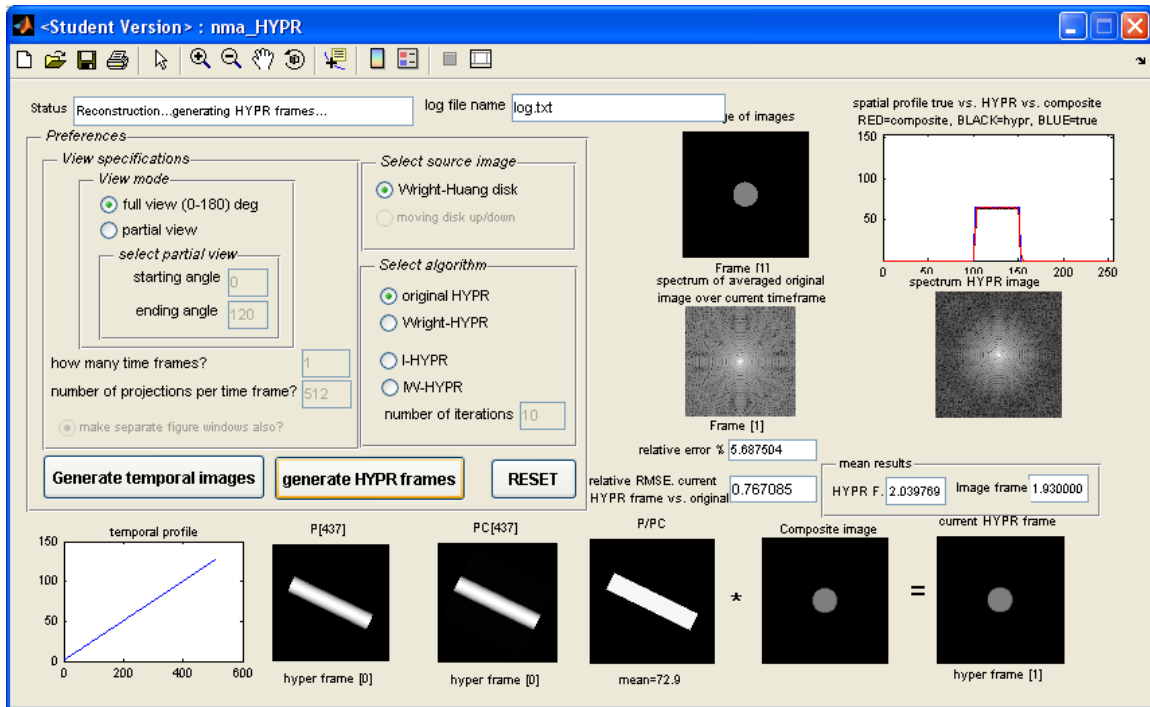 <Student Version> : nma_HYPR
Status
Reconstruction...generating HYPR frames...
log file name
log.txt
Preferences
View specifications
View mode
full view (0-180) deg
partial view
select partial view
starting angle
0
ending angle
120
how many time frames?
1
number of projections per time frame?
512
make separate figure windows also?
Select source image
Wright-Huang disk
moving disk up/down
Select algorithm
original HYPR
Wright-HYPR
I-HYPR
IW-HYPR
number of iterations
10
Generate temporal images
generate HYPR frames
RESET
of images
Frame [1]
spectrum of averaged original
image over current timeframe
Frame [1]
spatial profile true vs. HYPR vs. composite
RED=composite, BLACK=hypr, BLUE=true
150
100
50
0 50 100 150 200 250
spectrum HYPR image
relative error %
5.687504
relative RMSE. current
HYPR frame vs. original
0.767085
mean results
HYPR F.
2.039769
Image frame
1.930000
temporal profile
150
100
50
0
0 200 400 600
P[437]
hyper frame [0]
PC[437]
hyper frame [0]
P/PC
mean=72.9
*
Composite image
=
current HYPR frame
hyper frame [1]